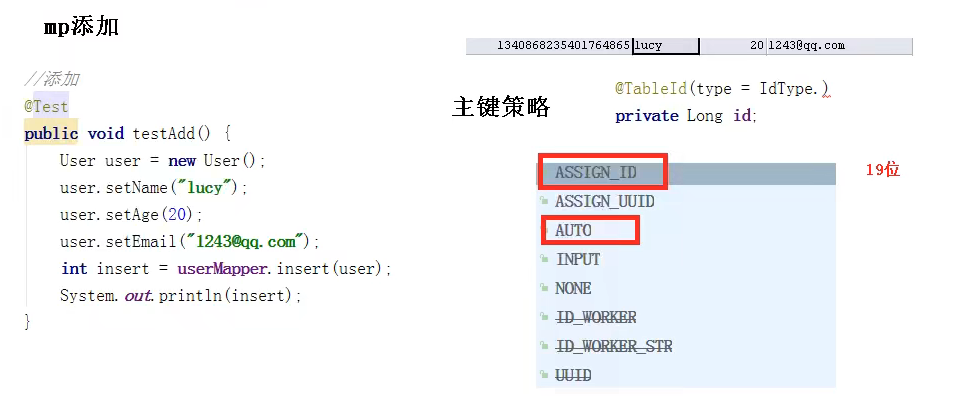 mp添加
//添加
@Test
public void testAdd() {
User user = new User();
user.setName("lucy");
user.setAge(20);
user.setEmail("1243@qq.com");
int insert = userMapper.insert(user);
System.out.println(insert);
}
1340868235401764865 lucy 20 1243@qq.com
主键策略
@TableId(type = IdType.)
private Long id;
ASSIGN_ID
19位
ASSIGN_UUID
AUTO
INPUT
NONE
ID_WORKER
ID_WORKER_STR
UUID